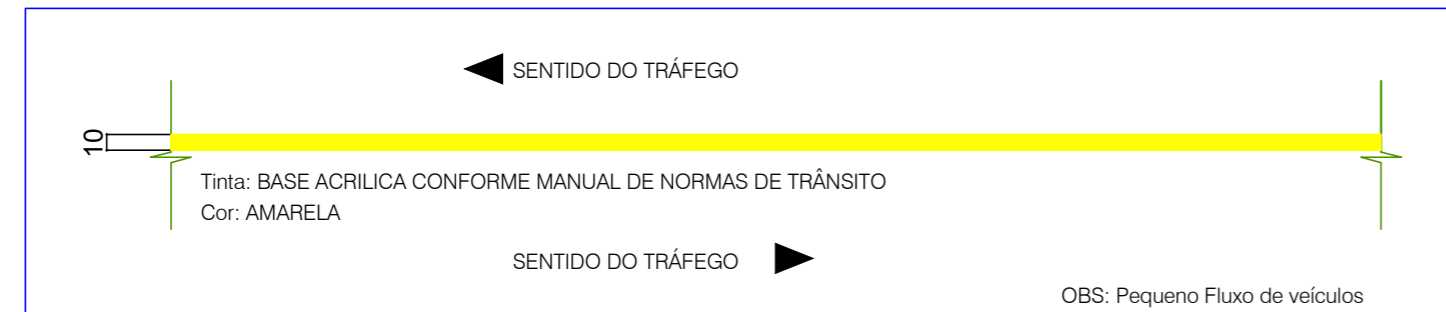 SENTIDO DO TRÁFEGO
10
Tinta: BASE ACRILICA CONFORME MANUAL DE NORMAS DE TRÂNSITO
Cor: AMARELA
SENTIDO DO TRÁFEGO
OBS: Pequeno Fluxo de veículos